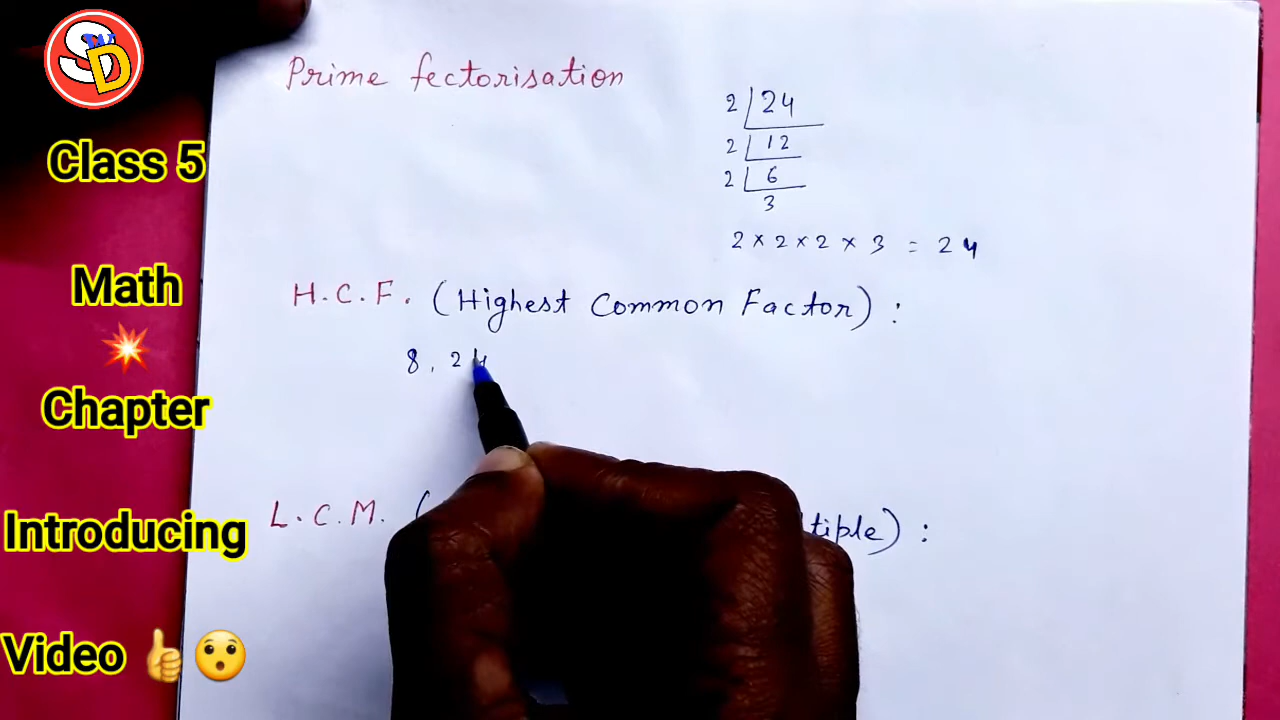 SWD
Class 5
Math
Chapter
Introducing
Video
Prime fectorisation
2 24
2 12
2 6
3
2 × 2 × 2 × 3 = 24
H.C.F. (Highest Common Factor) :
8, 24
L.C.M. ( tiple) :